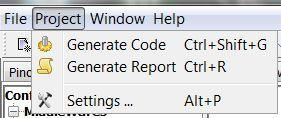 File Project Window Help
Generate Code Ctrl+Shift+G
Generate Report Ctrl+R
Settings ... Alt+P